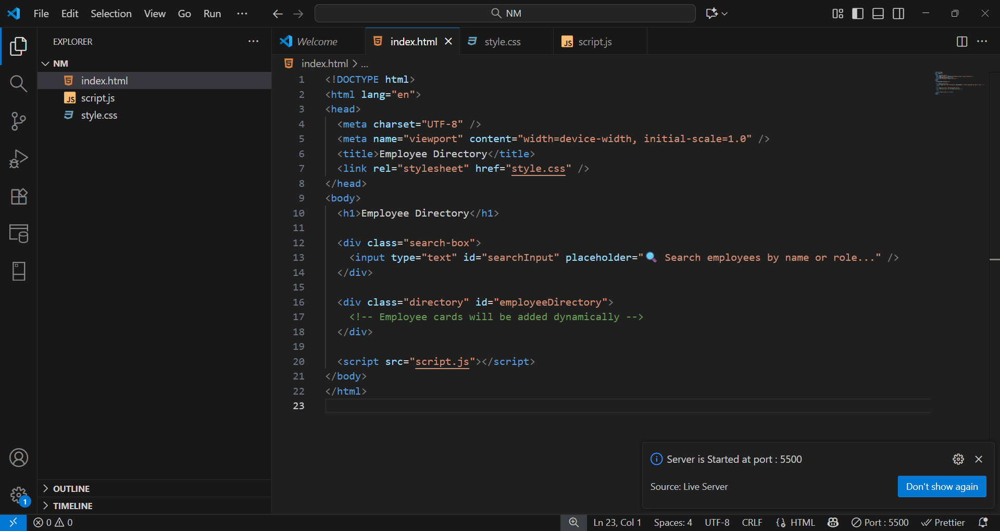 File Edit Selection View Go Run ··· NM
EXPLORER ···
NM
index.html
script.js
style.css
OUTLINE
TIMELINE
Welcome index.html style.css script.js ···
index.html > ...
1 <!DOCTYPE html>
2 <html lang="en">
3 <head>
4 <meta charset="UTF-8" />
5 <meta name="viewport" content="width=device-width, initial-scale=1.0" />
6 <title>Employee Directory</title>
7 <link rel="stylesheet" href="style.css" />
8 </head>
9 <body>
10 <h1>Employee Directory</h1>
11
12 <div class="search-box">
13 <input type="text" id="searchInput" placeholder="🔍 Search employees by name or role..." />
14 </div>
15
16 <div class="directory" id="employeeDirectory">
17 <!-- Employee cards will be added dynamically -->
18 </div>
19
20 <script src="script.js"></script>
21 </body>
22 </html>
23
Server is Started at port : 5500
Source: Live Server Don't show again
1
0 0 Ln 23, Col 1 Spaces: 4 UTF-8 CRLF HTML Port : 5500 Prettier